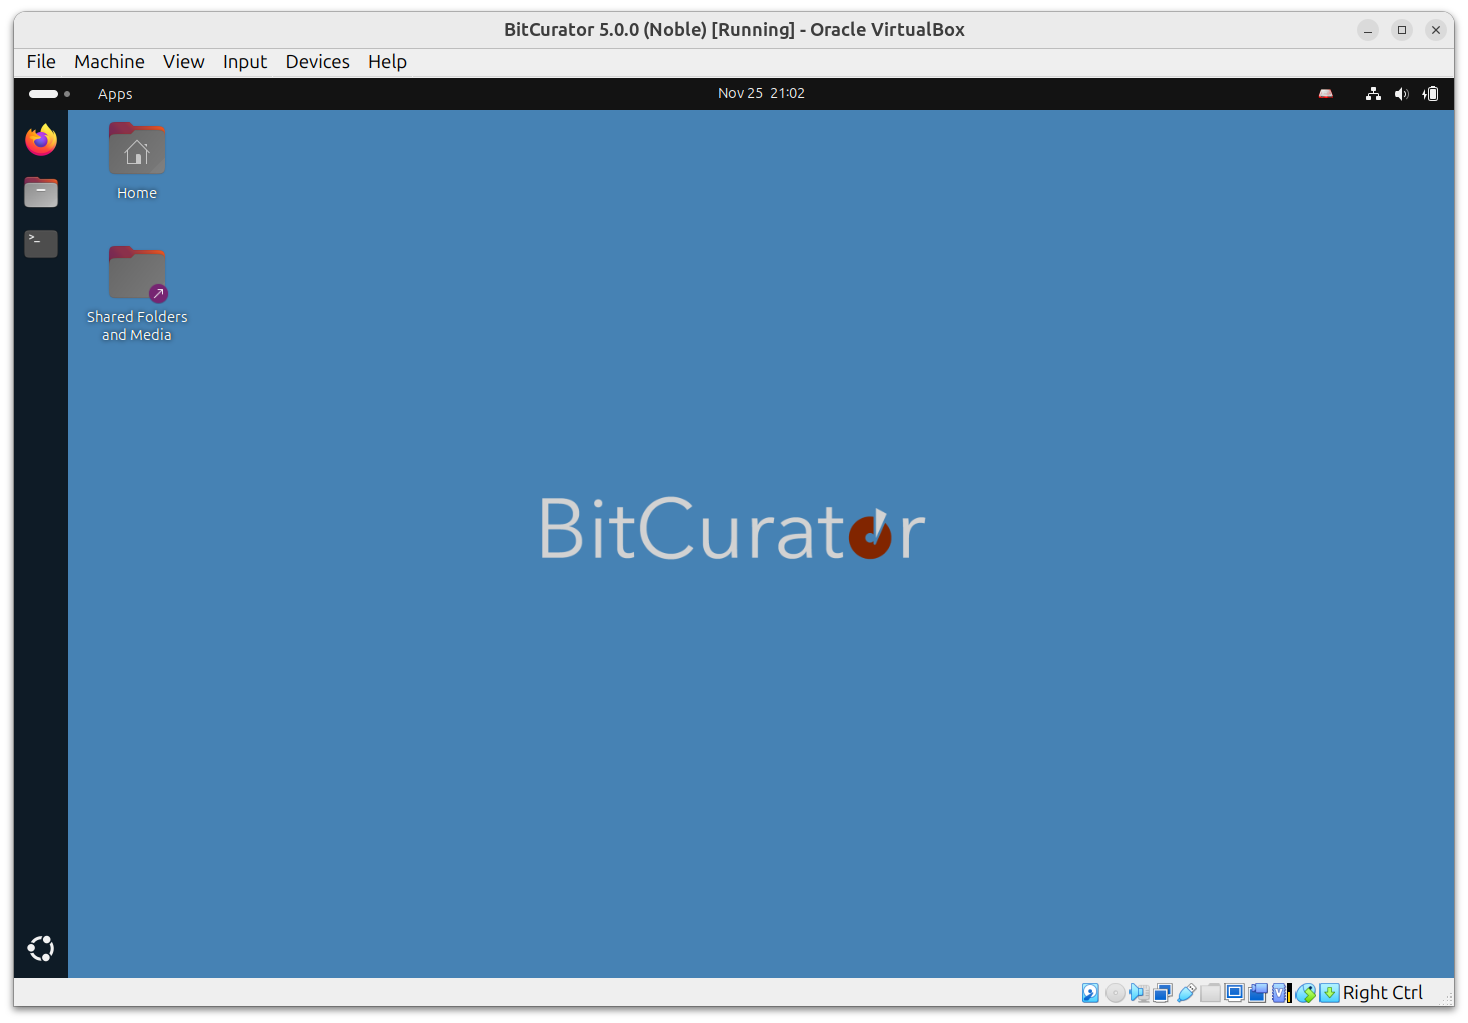 BitCurator 5.0.0 (Noble) [Running] - Oracle VirtualBox
File Machine View Input Devices Help
Apps
Nov 25 21:02
Home
>_
Shared Folders
and Media
BitCurator
Right Ctrl